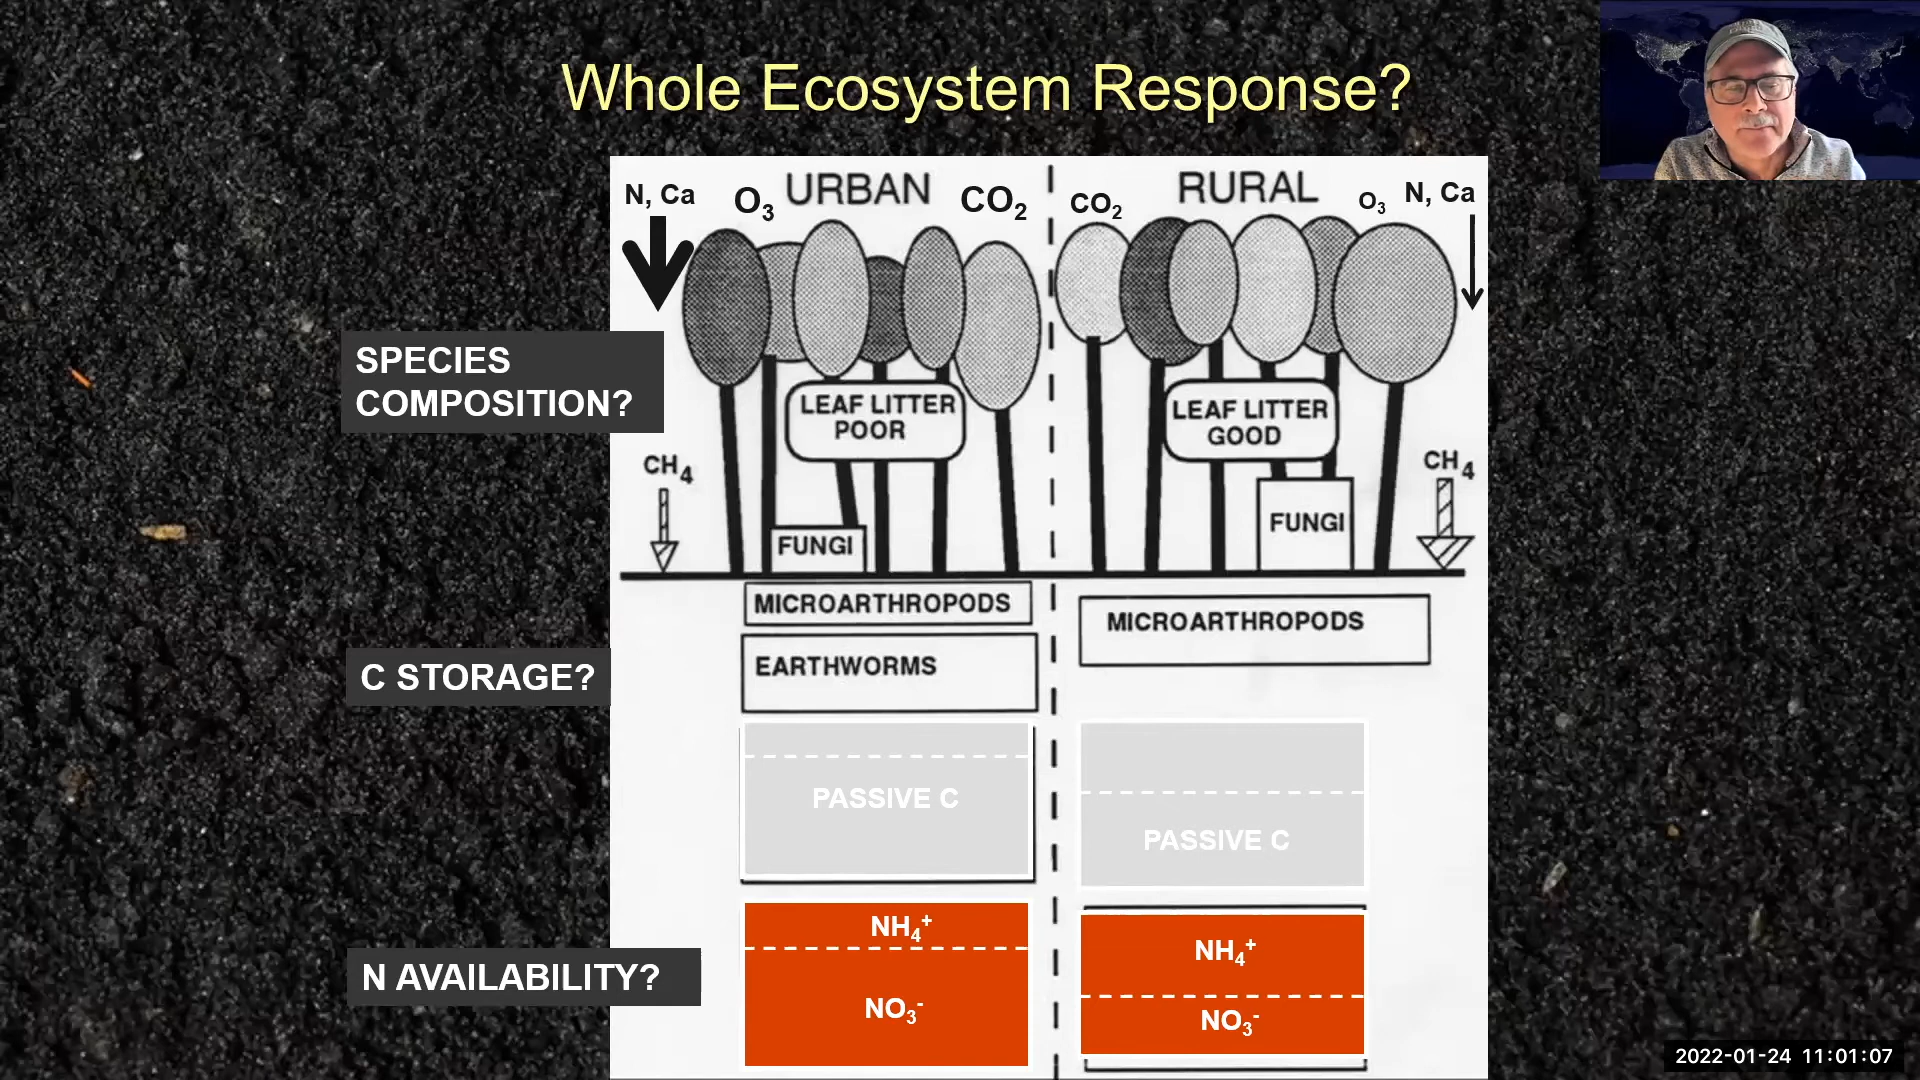 Whole Ecosystem Response?
N, Ca O₃ URBAN CO₂
CO₂ RURAL O₃ N, Ca
SPECIES
COMPOSITION?
LEAF LITTER
POOR
LEAF LITTER
GOOD
CH₄
CH₄
FUNGI
FUNGI
MICROARTHROPODS
MICROARTHROPODS
EARTHWORMS
C STORAGE?
PASSIVE C
PASSIVE C
NH₄⁺
NH₄⁺
N AVAILABILITY?
NO₃⁻
NO₃⁻
2022-01-24 11:01:07